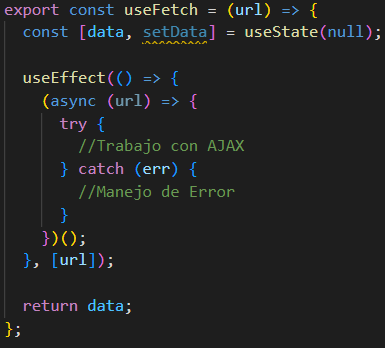 export const useFetch = (url) => {
  const [data, setData] = useState(null);

  useEffect(() => {
    (async (url) => {
      try {
        //Trabajo con AJAX
      } catch (err) {
        //Manejo de Error
      }
    })();
  }, [url]);

  return data;
};